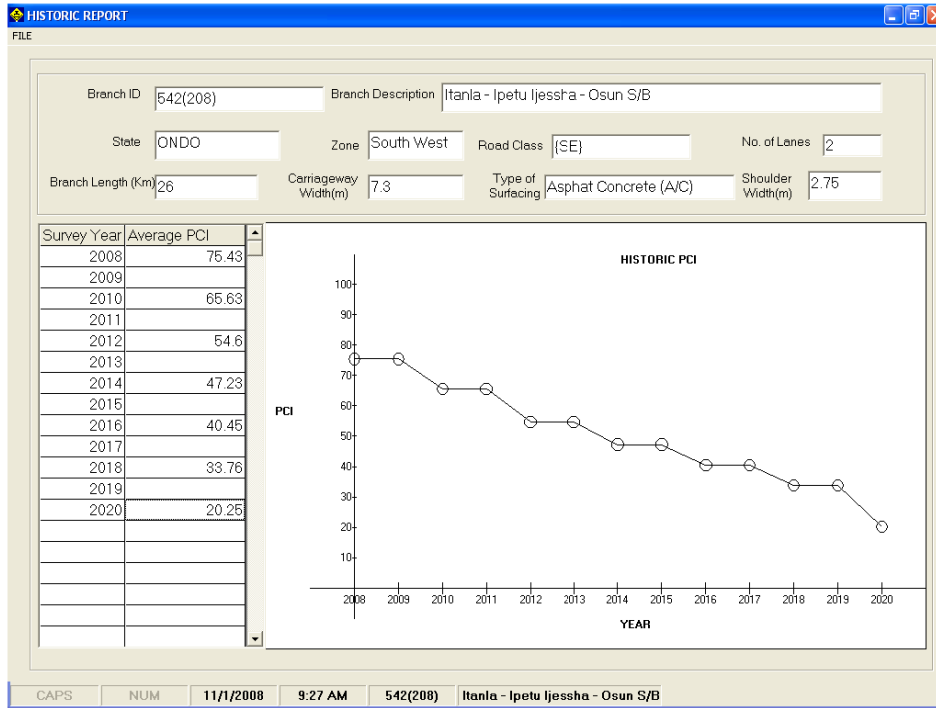 HISTORIC REPORT
FILE
Branch ID 542(208) Branch Description Itanla - Ipetu Ijessha - Osun S/B
State ONDO Zone South West Road Class {SE} No. of Lanes 2
Branch Length (Km) 26 Carriageway Width(m) 7.3 Type of Surfacing Asphat Concrete (A/C) Shoulder Width(m) 2.75
Survey Year Average PCI
2008 75.43
2009
2010 65.63
2011
2012 54.6
2013
2014 47.23
2015
2016 40.45
2017
2018 33.76
2019
2020 20.25
HISTORIC PCI
100
90
80
70
60
50
40
30
20
10
PCI
2008 2009 2010 2011 2012 2013 2014 2015 2016 2017 2018 2019 2020
YEAR
CAPS NUM 11/1/2008 9:27 AM 542(208) Itanla - Ipetu Ijessha - Osun S/B